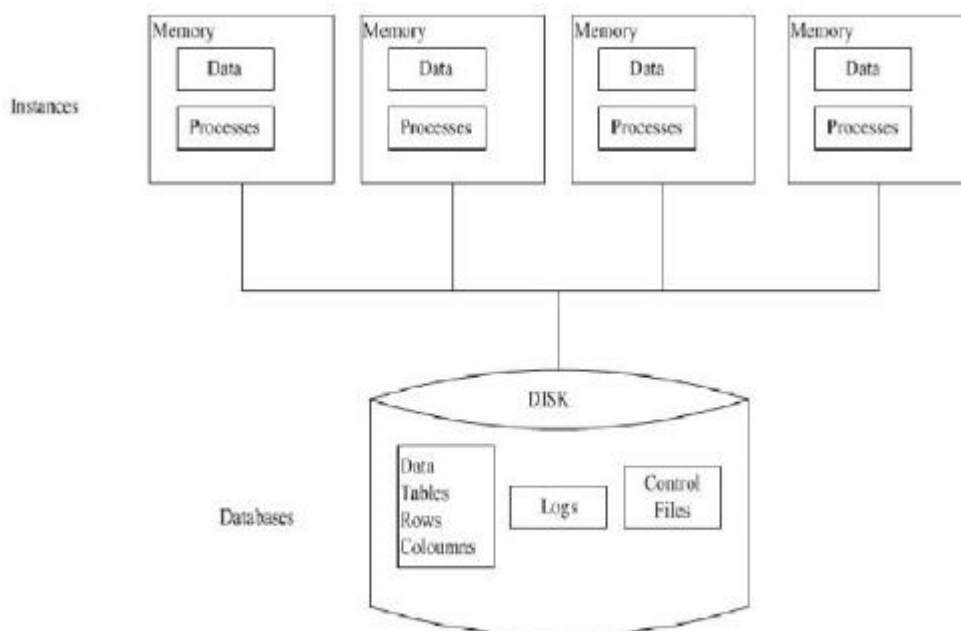 Memory
Data
Processes
Memory
Data
Processes
Memory
Data
Processes
Memory
Data
Processes
Instances
DISK
Data
Tables
Rows
Coloumns
Logs
Control
Files
Databases